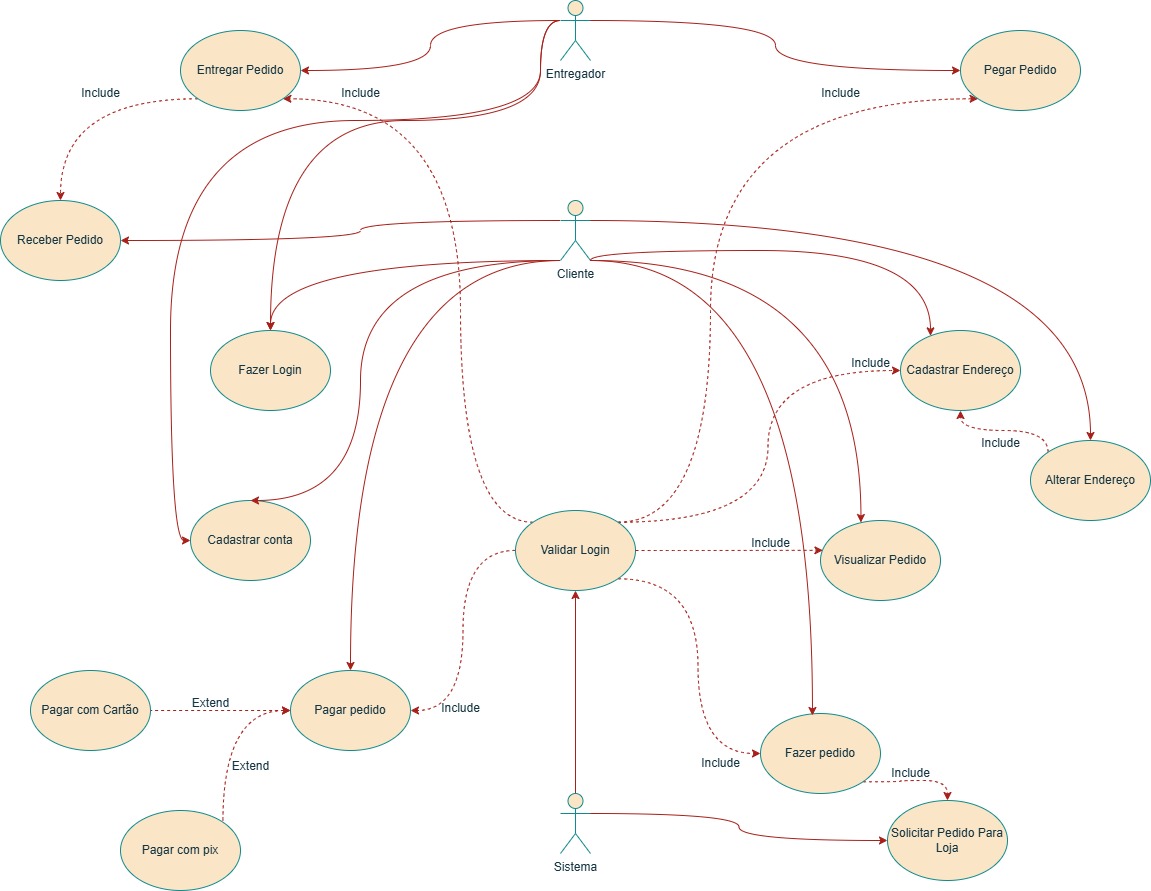 Entregador
Entregar Pedido
Pegar Pedido
Include
Include
Include
Receber Pedido
Cliente
Fazer Login
Include
Cadastrar Endereço
Include
Alterar Endereço
Cadastrar conta
Validar Login
Include
Visualizar Pedido
Pagar com Cartão
Extend
Pagar pedido
Include
Extend
Include
Fazer pedido
Include
Pagar com pix
Sistema
Solicitar Pedido Para
Loja